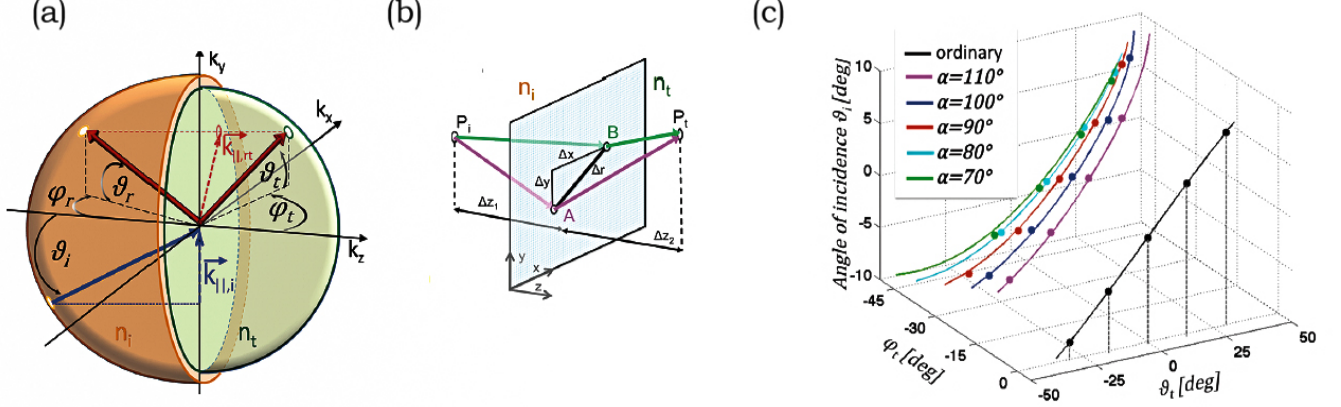 (a)
k_y
k_x
k_||,rt
ϑ_t
φ_r
ϑ_r
φ_t
k_z
ϑ_i
k_||,i
n_i
n_t
(b)
n_i
n_t
P_i
B
P_t
Δx
Δy
Δr
A
Δz_1
Δz_2
y
x
z
(c)
ordinary
α=110°
α=100°
α=90°
α=80°
α=70°
Angle of incidence ϑ_i [deg]
10
5
0
-5
-10
-45
-30
-15
0
φ_t [deg]
-50
-25
0
25
50
ϑ_t [deg]